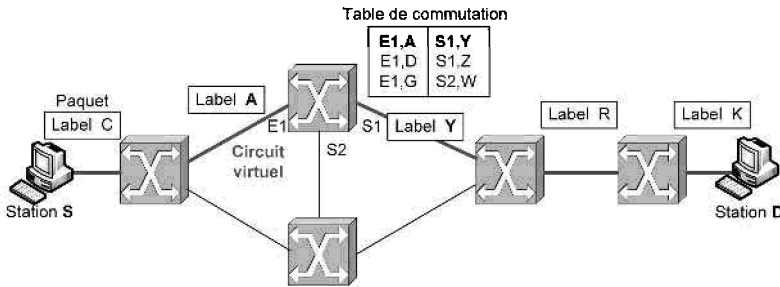 Table de commutation
E1,A S1,Y
E1,D S1,Z
E1,G S2,W
Paquet
Label C
Label A
E1
S1
S2
Label Y
Circuit
virtuel
Label R
Label K
Station S
Station D